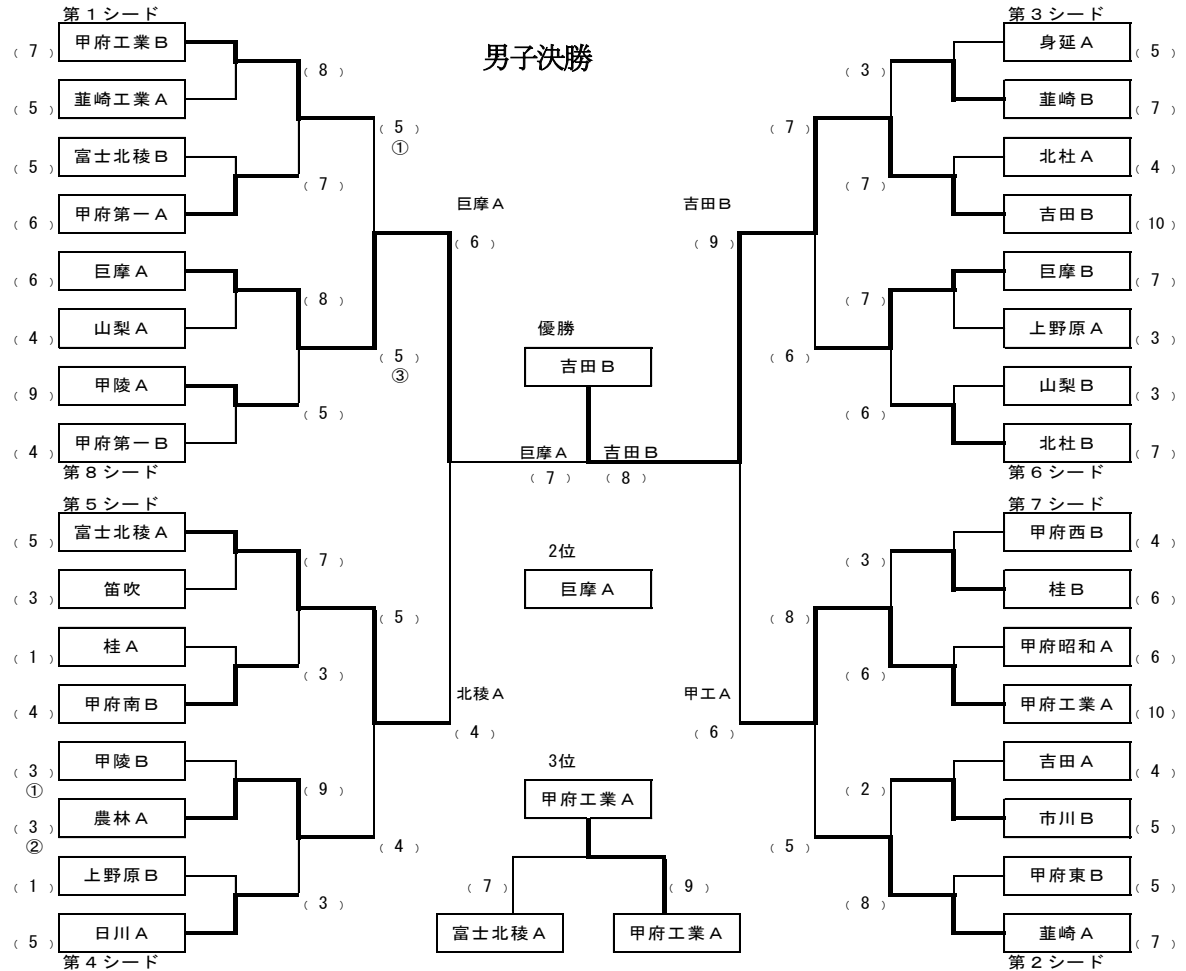 男子決勝
第1シード
( 7 ) 甲府工業B
( 5 ) 韮崎工業A
( 5 ) 富士北稜B
( 6 ) 甲府第一A
( 6 ) 巨摩A
( 4 ) 山梨A
( 9 ) 甲陵A
( 4 ) 甲府第一B
第8シード
第5シード
( 5 ) 富士北稜A
( 3 ) 笛吹
( 1 ) 桂A
( 4 ) 甲府南B
( 3 ) 甲陵B
①
( 3 ) 農林A
②
( 1 ) 上野原B
( 5 ) 日川A
第4シード
( 8 )
( 7 )
( 8 )
( 5 )
( 7 )
( 3 )
( 9 )
( 3 )
( 5 )
①
( 5 )
③
( 5 )
( 4 )
巨摩A
( 6 )
北稜A
( 4 )
優勝
吉田B
巨摩A 吉田B
( 7 ) ( 8 )
2位
巨摩A
3位
甲府工業A
( 7 ) ( 9 )
富士北稜A 甲府工業A
吉田B
( 9 )
甲工A
( 6 )
( 7 )
( 6 )
( 8 )
( 5 )
( 3 )
( 7 )
( 7 )
( 6 )
( 3 )
( 6 )
( 2 )
( 8 )
第3シード
身延A ( 5 )
韮崎B ( 7 )
北杜A ( 4 )
吉田B ( 10 )
巨摩B ( 7 )
上野原A ( 3 )
山梨B ( 3 )
北杜B ( 7 )
第6シード
第7シード
甲府西B ( 4 )
桂B ( 6 )
甲府昭和A ( 6 )
甲府工業A ( 10 )
吉田A ( 4 )
市川B ( 5 )
甲府東B ( 5 )
韮崎A ( 7 )
第2シード